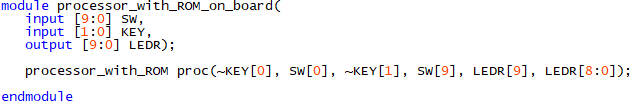 module processor_with_ROM_on_board(
input [9:0] SW,
input [1:0] KEY,
output [9:0] LEDR);
processor_with_ROM proc(~KEY[0], SW[0], ~KEY[1], SW[9], LEDR[9], LEDR[8:0]);
endmodule